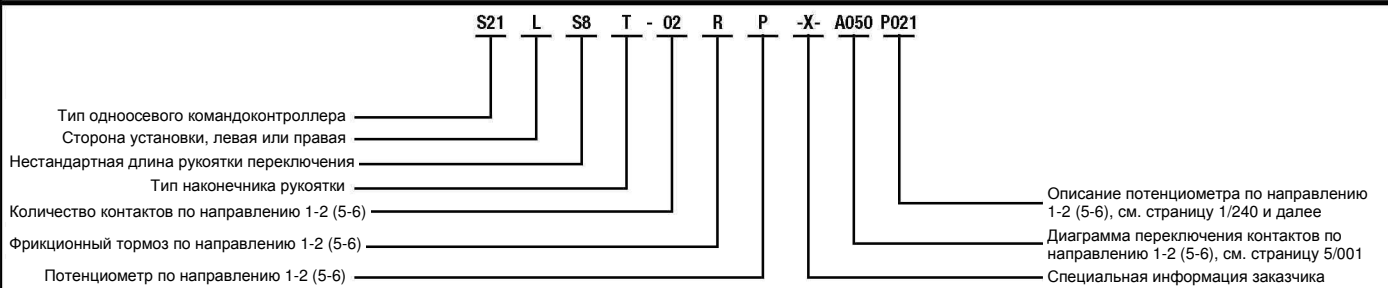 S21 L S8 T - 02 R P -X- A050 P021
Тип одноосевого командоконтроллера
Сторона установки, левая или правая
Нестандартная длина рукоятки переключения
Тип наконечника рукоятки
Количество контактов по направлению 1-2 (5-6)
Фрикционный тормоз по направлению 1-2 (5-6)
Потенциометр по направлению 1-2 (5-6)
Описание потенциометра по направлению
1-2 (5-6), см. страницу 1/240 и далее
Диаграмма переключения контактов по
направлению 1-2 (5-6), см. страницу 5/001
Специальная информация заказчика